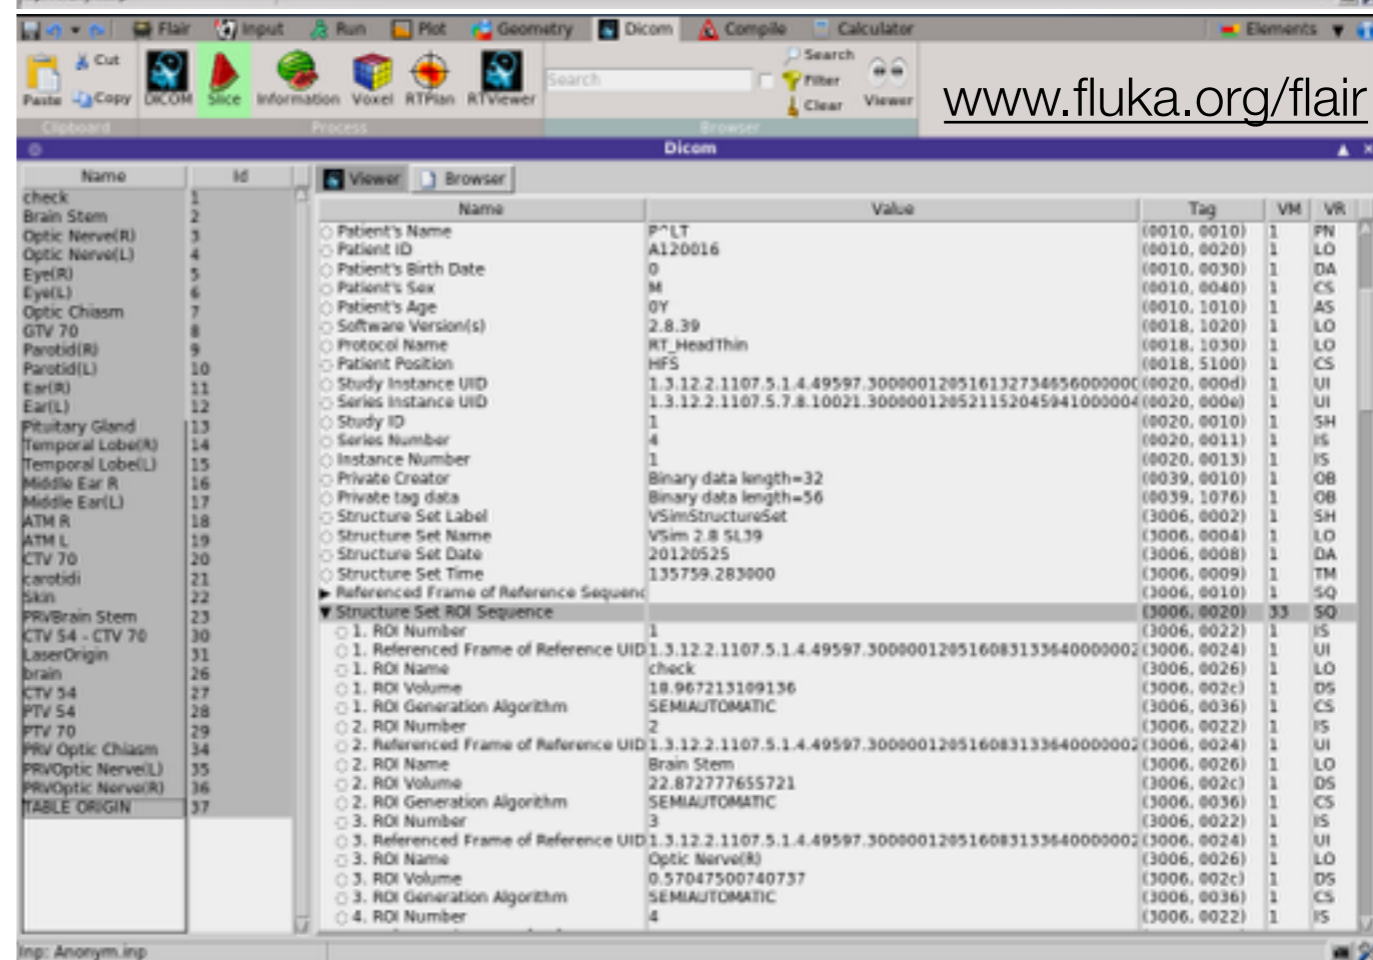 Flair Input Run Plot Geometry Dicom Compile Calculator Elements
Cut Search
Search Filter
Paste Copy DICOM Slice Information Voxel RTPlan RTViewer Clear Viewer
www.fluka.org/flair
Clipboard Process Browser
Dicom
Name Id
check 1
Brain Stem 2
Optic Nerve(R) 3
Optic Nerve(L) 4
Eye(R) 5
Eye(L) 6
Optic Chiasm 7
GTV 70 8
Parotid(R) 9
Parotid(L) 10
Ear(R) 11
Ear(L) 12
Pituitary Gland 13
Temporal Lobe(R) 14
Temporal Lobe(L) 15
Middle Ear R 16
Middle Ear(L) 17
ATM R 18
ATM L 19
CTV 70 20
carotidi 21
Skin 22
PRVBrain Stem 23
CTV 54 - CTV 70 30
LaserOrigin 31
brain 26
CTV 54 27
PTV 54 28
PTV 70 29
PRV Optic Chiasm 34
PRVOptic Nerve(L) 35
PRVOptic Nerve(R) 36
TABLE ORIGIN 37
Viewer Browser
Name Value Tag VM VR
Patient's Name P^LT (0010, 0010) 1 PN
Patient ID A120016 (0010, 0020) 1 LO
Patient's Birth Date 0 (0010, 0030) 1 DA
Patient's Sex M (0010, 0040) 1 CS
Patient's Age 0Y (0010, 1010) 1 AS
Software Version(s) 2.8.39 (0018, 1020) 1 LO
Protocol Name RT_HeadThin (0018, 1030) 1 LO
Patient Position HFS (0018, 5100) 1 CS
Study Instance UID (0020, 000d) 1 UI
Series Instance UID (0020, 000e) 1 UI
Study ID 1 (0020, 0010) 1 SH
Series Number 4 (0020, 0011) 1 IS
Instance Number 1 (0020, 0013) 1 IS
Private Creator Binary data length=32 (0039, 0010) 1 OB
Private tag data Binary data length=56 (0039, 1076) 1 OB
Structure Set Label VSimStructureSet (3006, 0002) 1 SH
Structure Set Name VSim 2.8 SL39 (3006, 0004) 1 LO
Structure Set Date 20120525 (3006, 0008) 1 DA
Structure Set Time 135759.283000 (3006, 0009) 1 TM
Referenced Frame of Reference Sequenc (3006, 0010) 1 SQ
Structure Set ROI Sequence (3006, 0020) 33 SQ
1. ROI Number 1 (3006, 0022) 1 IS
1. Referenced Frame of Reference UID (3006, 0024) 1 UI
1. ROI Name check (3006, 0026) 1 LO
1. ROI Volume 18.967213109136 (3006, 002c) 1 DS
1. ROI Generation Algorithm SEMIAUTOMATIC (3006, 0036) 1 CS
2. ROI Number 2 (3006, 0022) 1 IS
2. Referenced Frame of Reference UID (3006, 0024) 1 UI
2. ROI Name Brain Stem (3006, 0026) 1 LO
2. ROI Volume 22.872777655721 (3006, 002c) 1 DS
2. ROI Generation Algorithm SEMIAUTOMATIC (3006, 0036) 1 CS
3. ROI Number 3 (3006, 0022) 1 IS
3. Referenced Frame of Reference UID (3006, 0024) 1 UI
3. ROI Name Optic Nerve(R) (3006, 0026) 1 LO
3. ROI Volume 0.57047500740737 (3006, 002c) 1 DS
3. ROI Generation Algorithm SEMIAUTOMATIC (3006, 0036) 1 CS
4. ROI Number 4 (3006, 0022) 1 IS
Inp: Anonym.inp